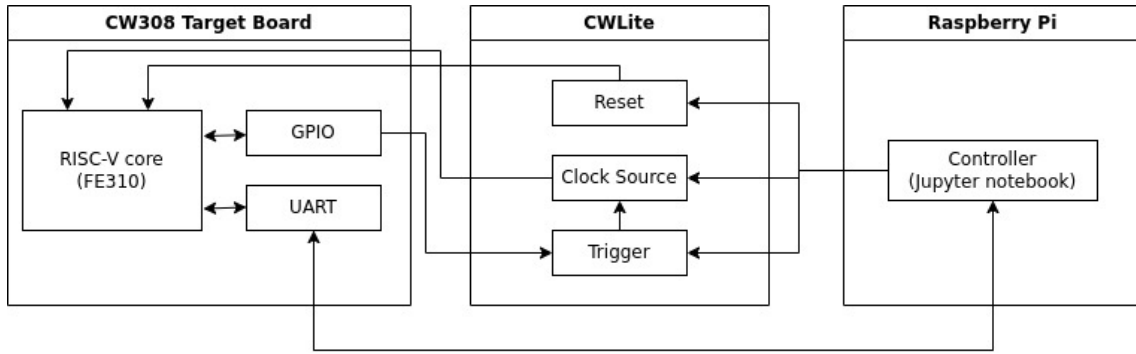 CW308 Target Board
CWLite
Raspberry Pi
Reset
GPIO
RISC-V core
(FE310)
Clock Source
Controller
(Jupyter notebook)
UART
Trigger